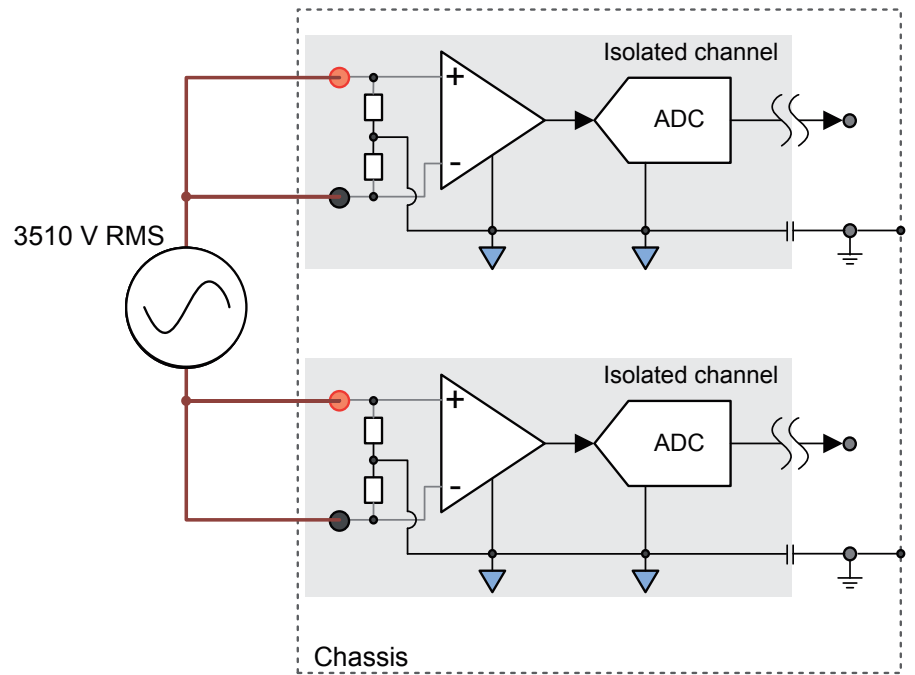 Isolated channel
+
-
ADC
3510 V RMS
Isolated channel
+
-
ADC
Chassis